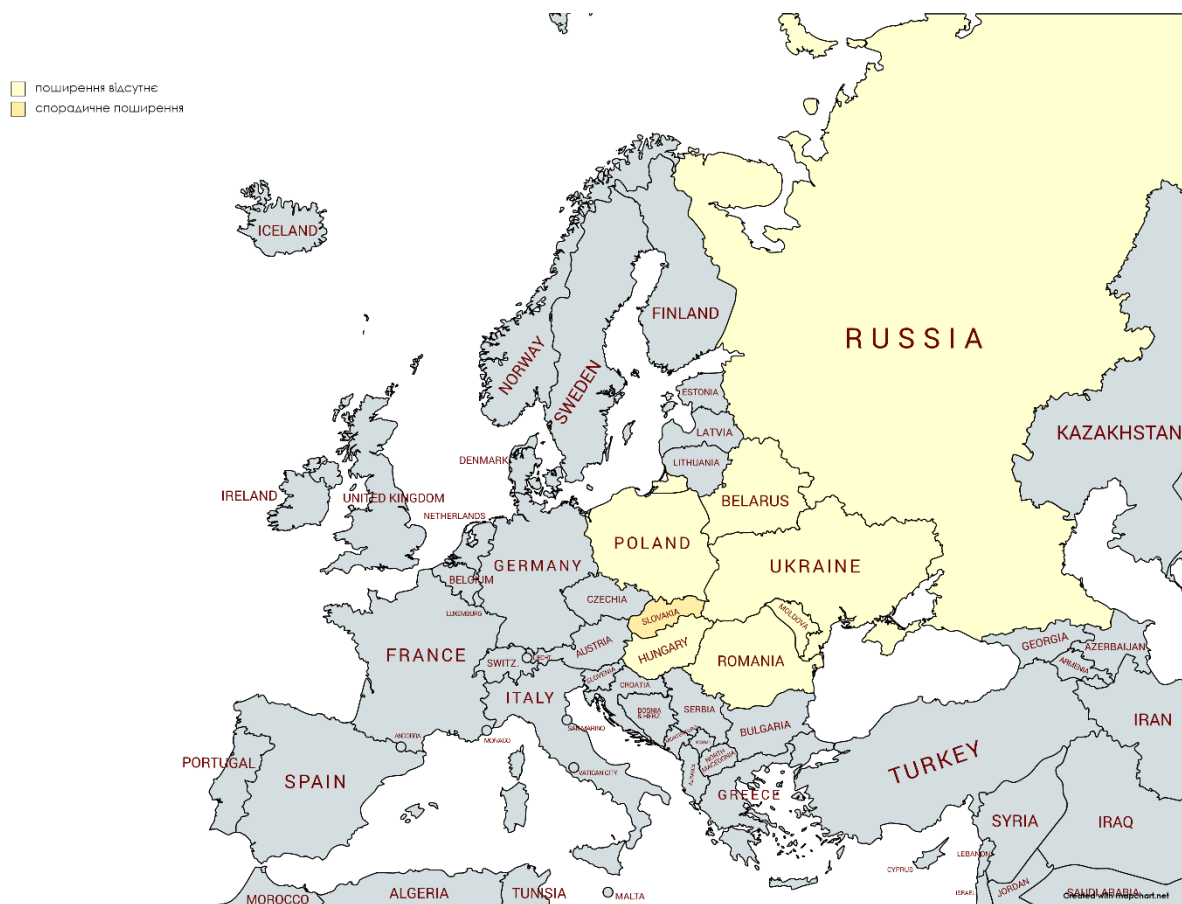 поширення відсутнє
спорадичне поширення
ICELAND
NORWAY
SWEDEN
FINLAND
RUSSIA
ESTONIA
LATVIA
LITHUANIA
KAZAKHSTAN
DENMARK
IRELAND
UNITED KINGDOM
NETHERLANDS
BELARUS
POLAND
GERMANY
UKRAINE
BELGIUM
CZECHIA
LUXEMBURG
SLOVAKIA
MOLDOVA
FRANCE
SWITZ.
AUSTRIA
HUNGARY
ROMANIA
GEORGIA
AZERBAIJAN
ARMENIA
SLOVENIA
CROATIA
ITALY
BOSNIA
& HERZ.
SERBIA
SAN MARINO
BULGARIA
IRAN
ANDORRA
MONACO
NORTH
MACEDONIA
PORTUGAL
SPAIN
VATICAN CITY
GREECE
TURKEY
SYRIA
IRAQ
CYPRUS
LEBANON
ISRAEL
JORDAN
SAUDI ARABIA
MOROCCO
ALGERIA
TUNISIA
MALTA
Created with mapchart.net